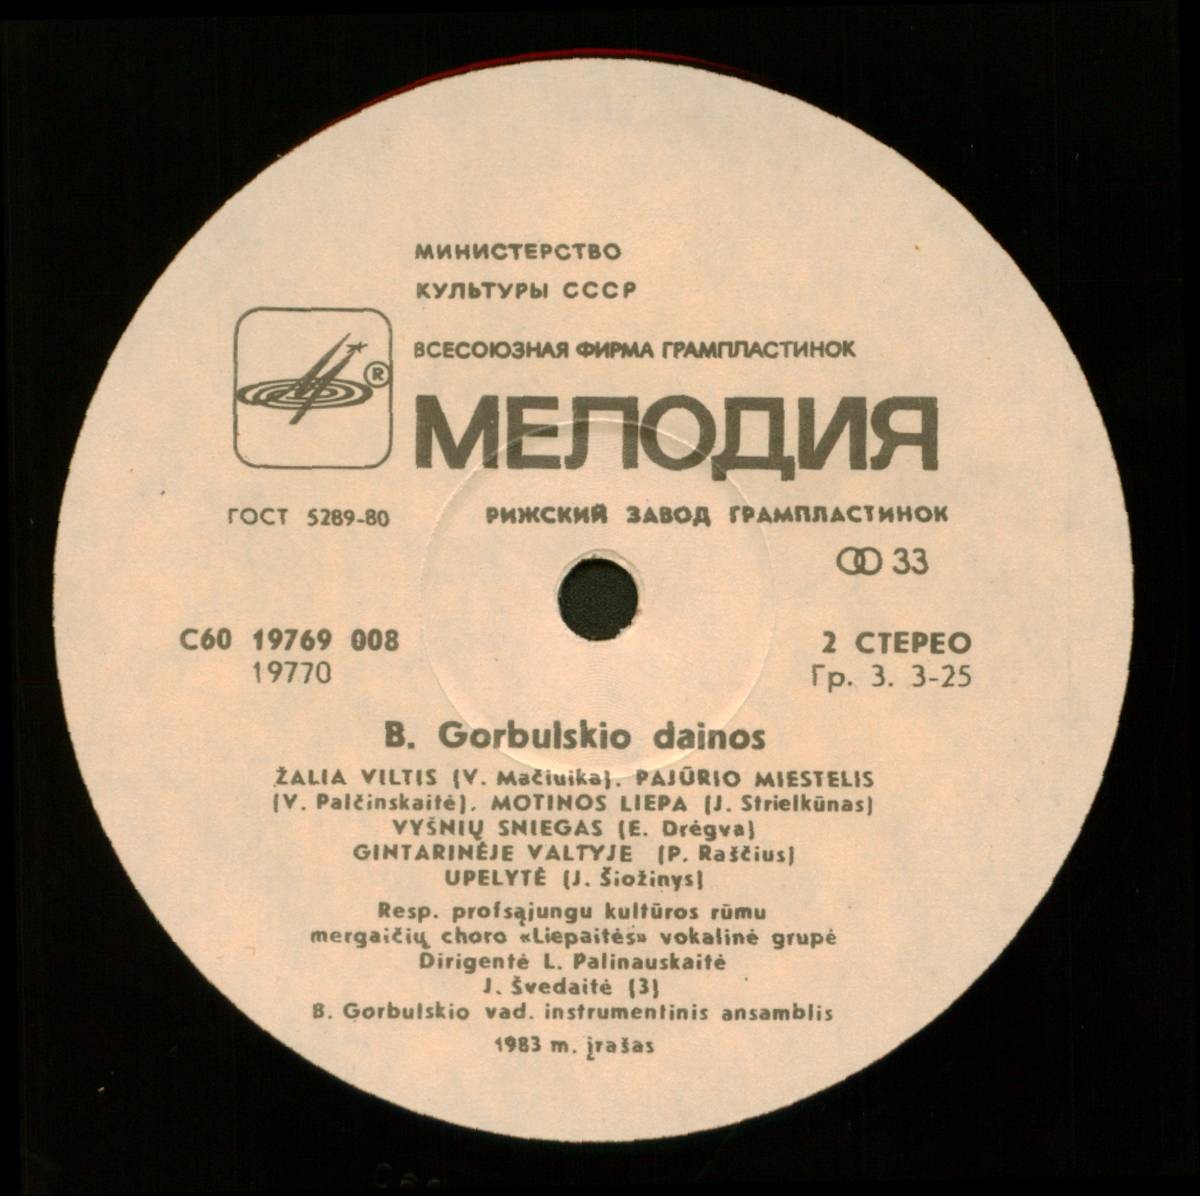 МИНИСТЕРСТВО
КУЛЬТУРЫ СССР
ВСЕСОЮЗНАЯ ФИРМА ГРАМПЛАСТИНОК
®
МЕЛОДИЯ
ГОСТ 5289-80
РИЖСКИЙ ЗАВОД ГРАМПЛАСТИНОК
33
С60 19769 008
19770
2 СТЕРЕО
Гр. 3. 3-25
B. Gorbulskio dainos
ŽALIA VILTIS (V. Mačiuika). PAJŪRIO MIESTELIS
(V. Palčinskaitė). MOTINOS LIEPA (J. Strielkūnas)
VYŠNIŲ SNIEGAS (E. Drėgva)
GINTARINĖJE VALTYJE (P. Raščius)
UPELYTĖ (J. Šiožinys)
Resp. profsąjungu kultūros rūmu
mergaičių choro «Liepaitės» vokalinė grupė
Dirigentė L. Palinauskaitė
J. Švedaitė (3)
B. Gorbulskio vad. instrumentinis ansamblis
1983 m. įrašas